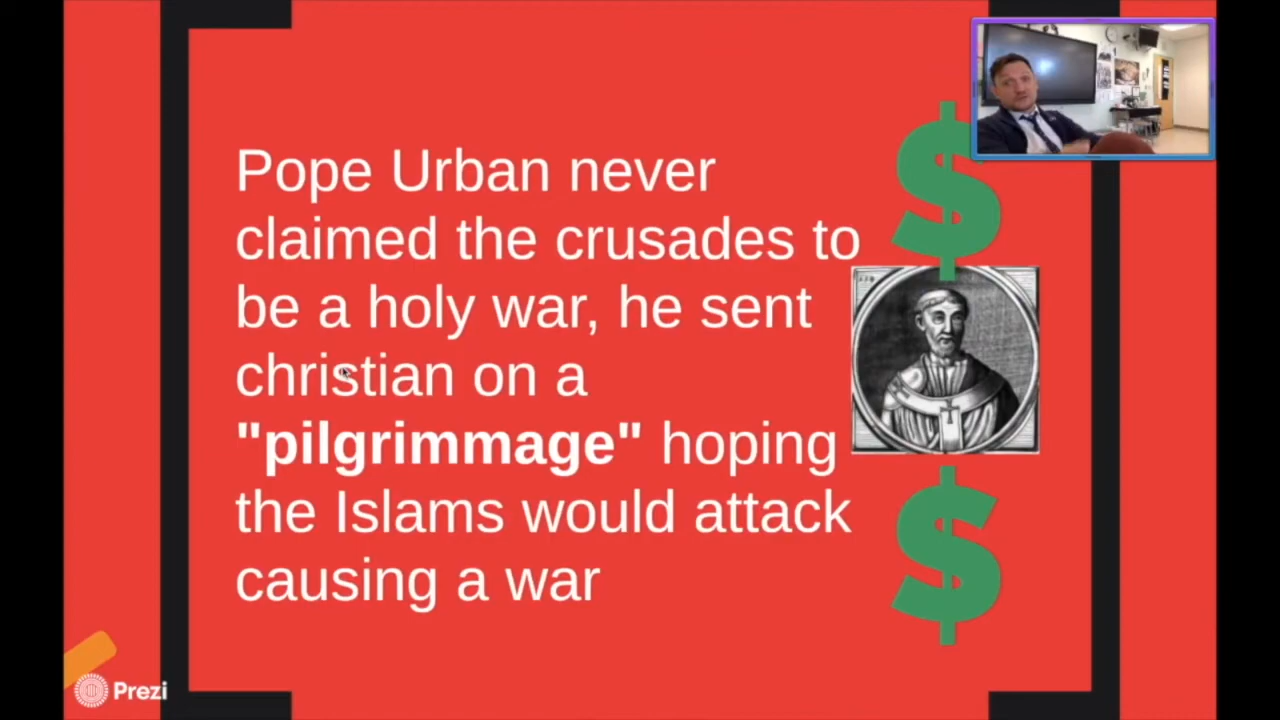 Pope Urban never
claimed the crusades to
be a holy war, he sent
christian on a
"pilgrimmage" hoping
the Islams would attack
causing a war
$
$
Prezi